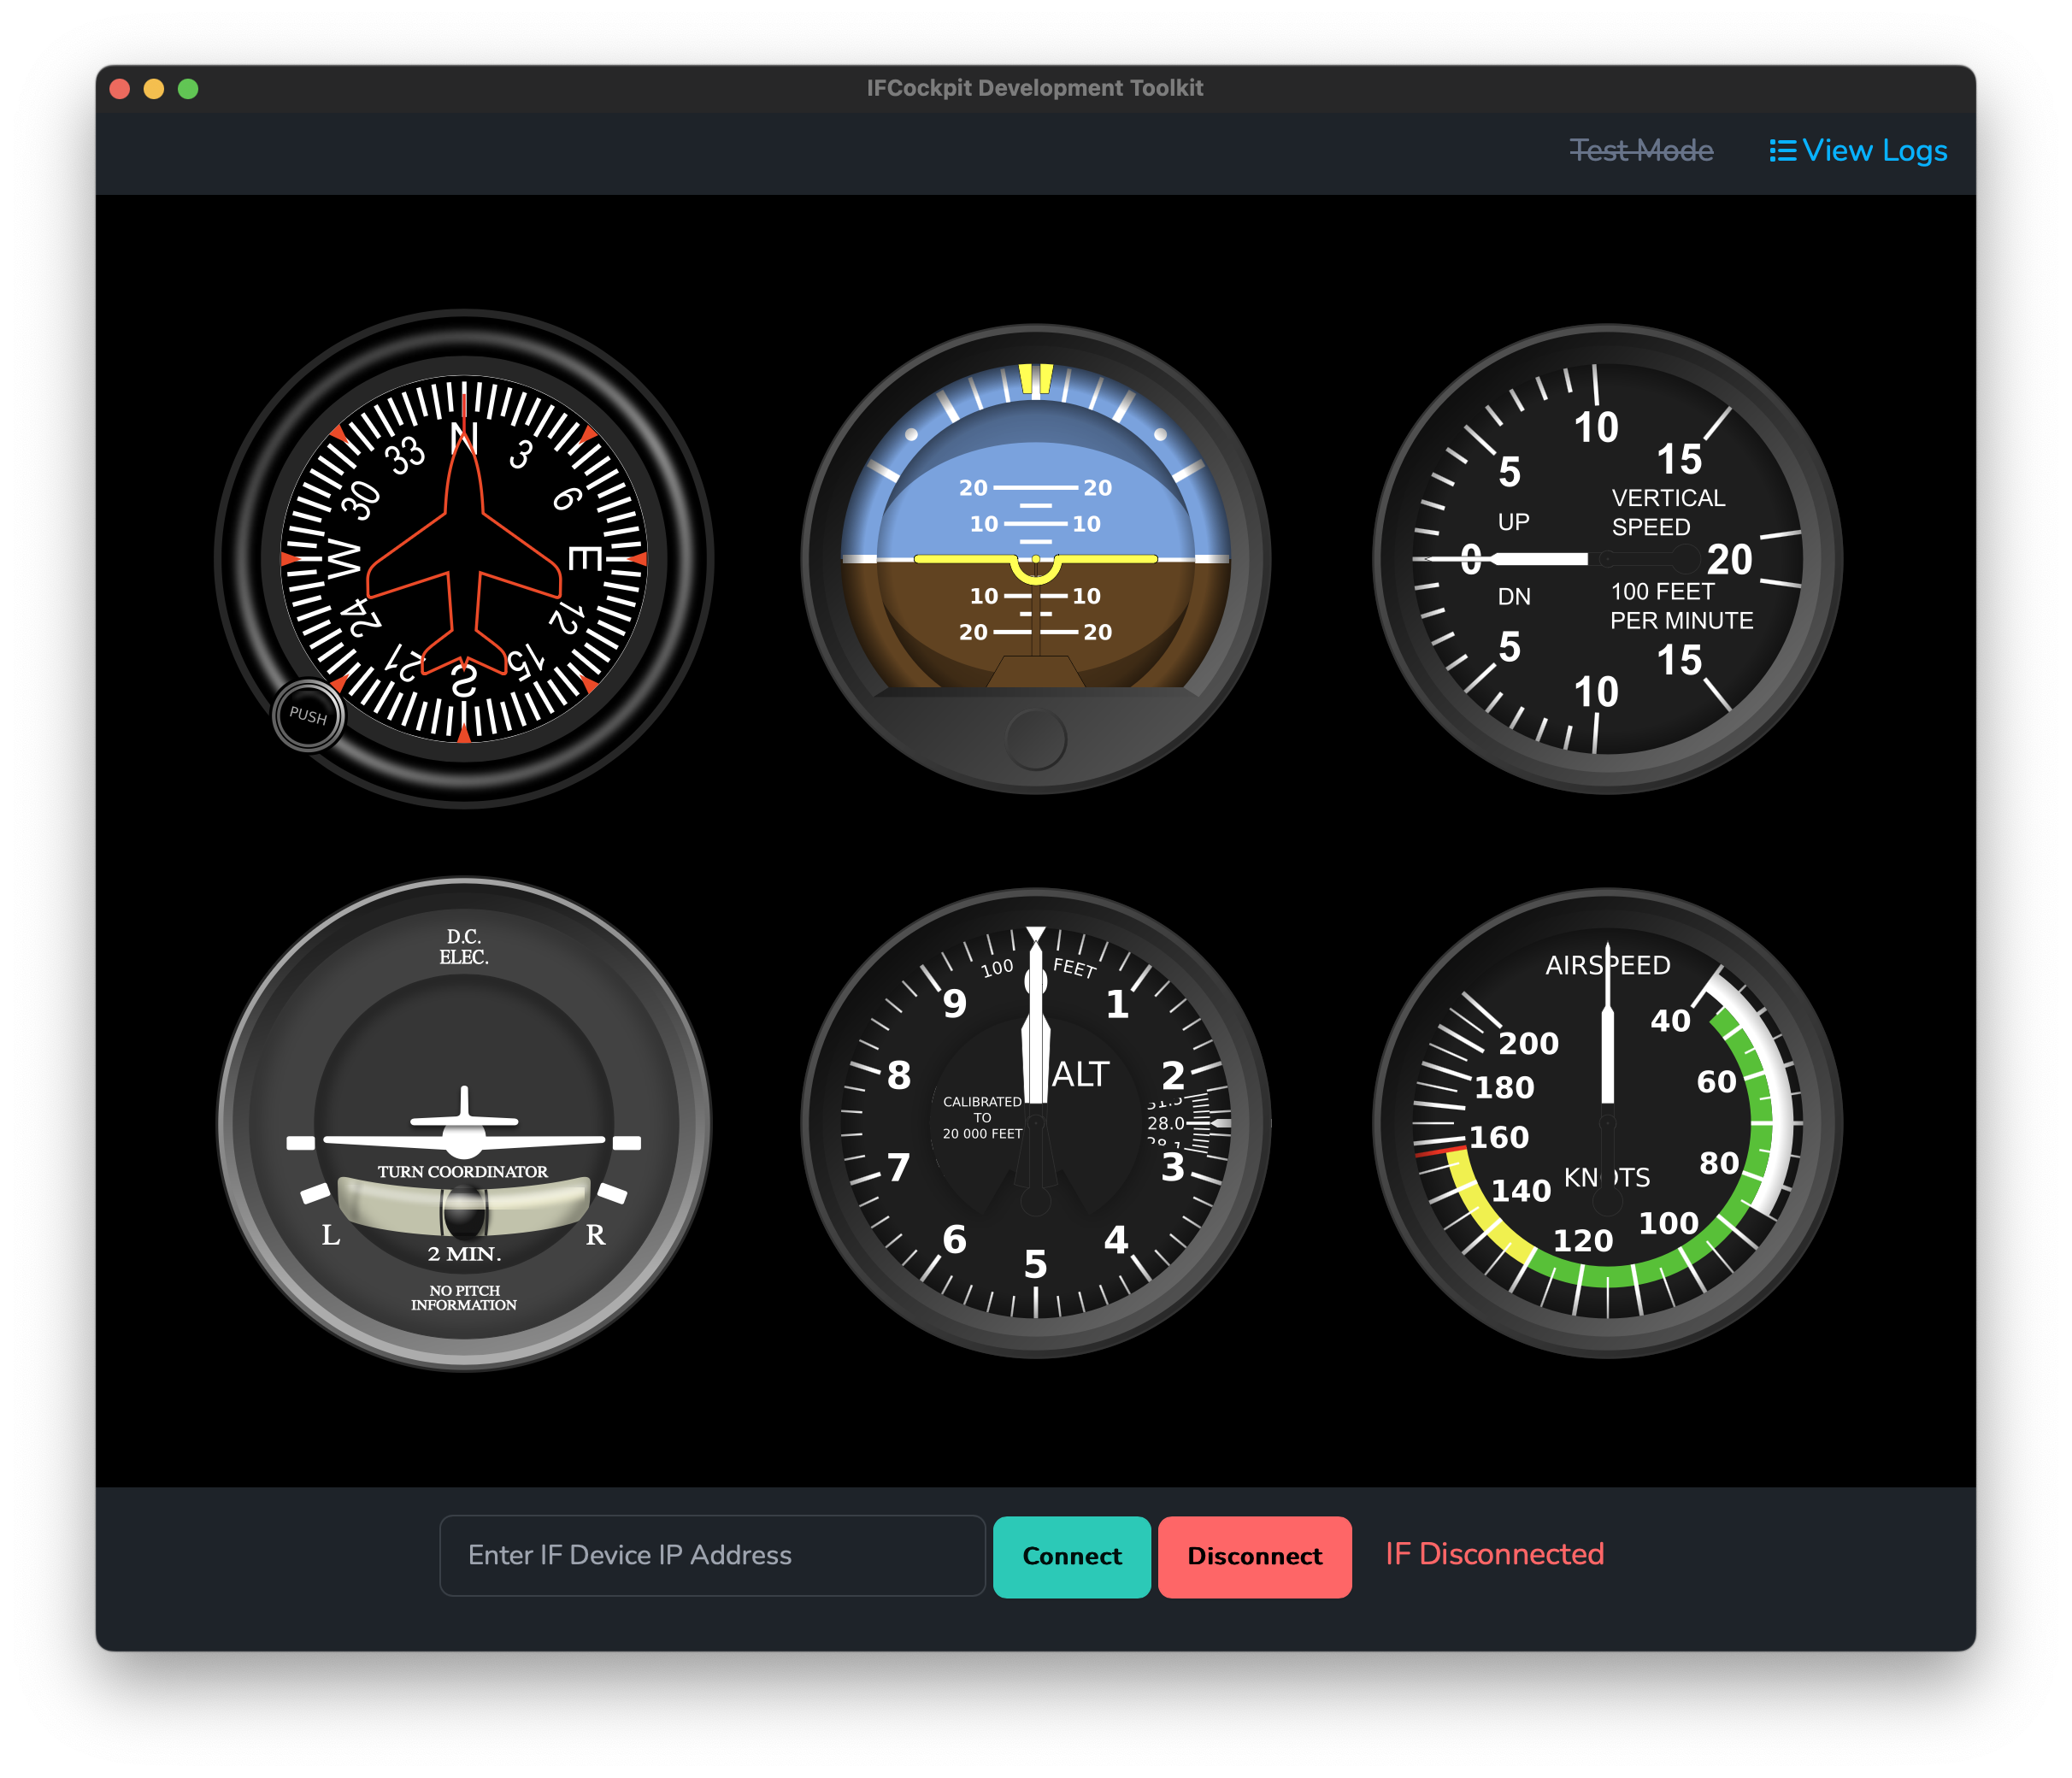 IFCockpit Development Toolkit
Test Mode
View Logs
N
3
6
E
12
15
S
21
24
W
30
33
PUSH
20 20
10 10
10 10
20 20
10
15
5
VERTICAL
SPEED
UP
0
20
DN
100 FEET
PER MINUTE
5
15
10
D.C.
ELEC.
TURN COORDINATOR
L
R
2 MIN.
NO PITCH
INFORMATION
100 FEET
0
9
1
ALT
8
2
CALIBRATED
TO
20 000 FEET
28.0
7
3
6
4
5
AIRSPEED
40
200
60
180
160
80
KNOTS
140
100
120
Enter IF Device IP Address
Connect
Disconnect
IF Disconnected